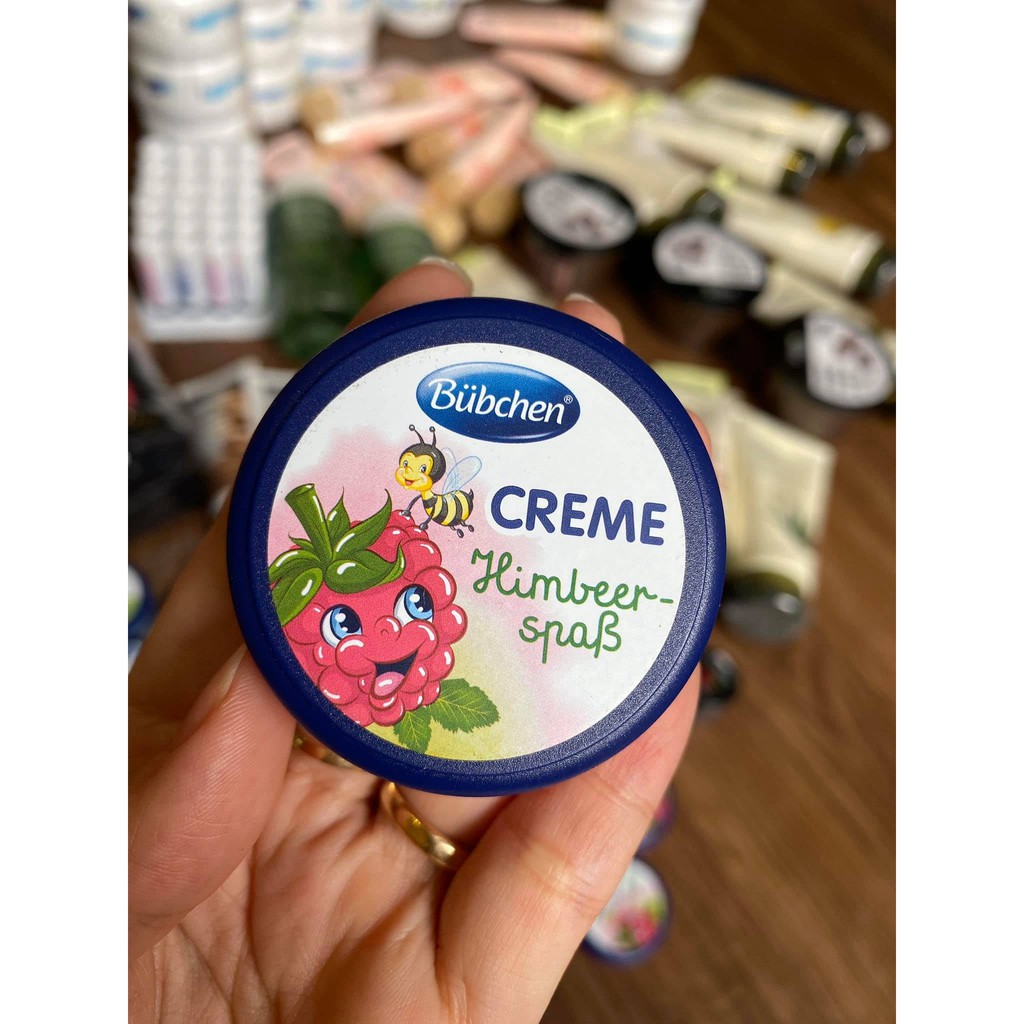 Bübchen®
CREME
Himbeer-
spaß